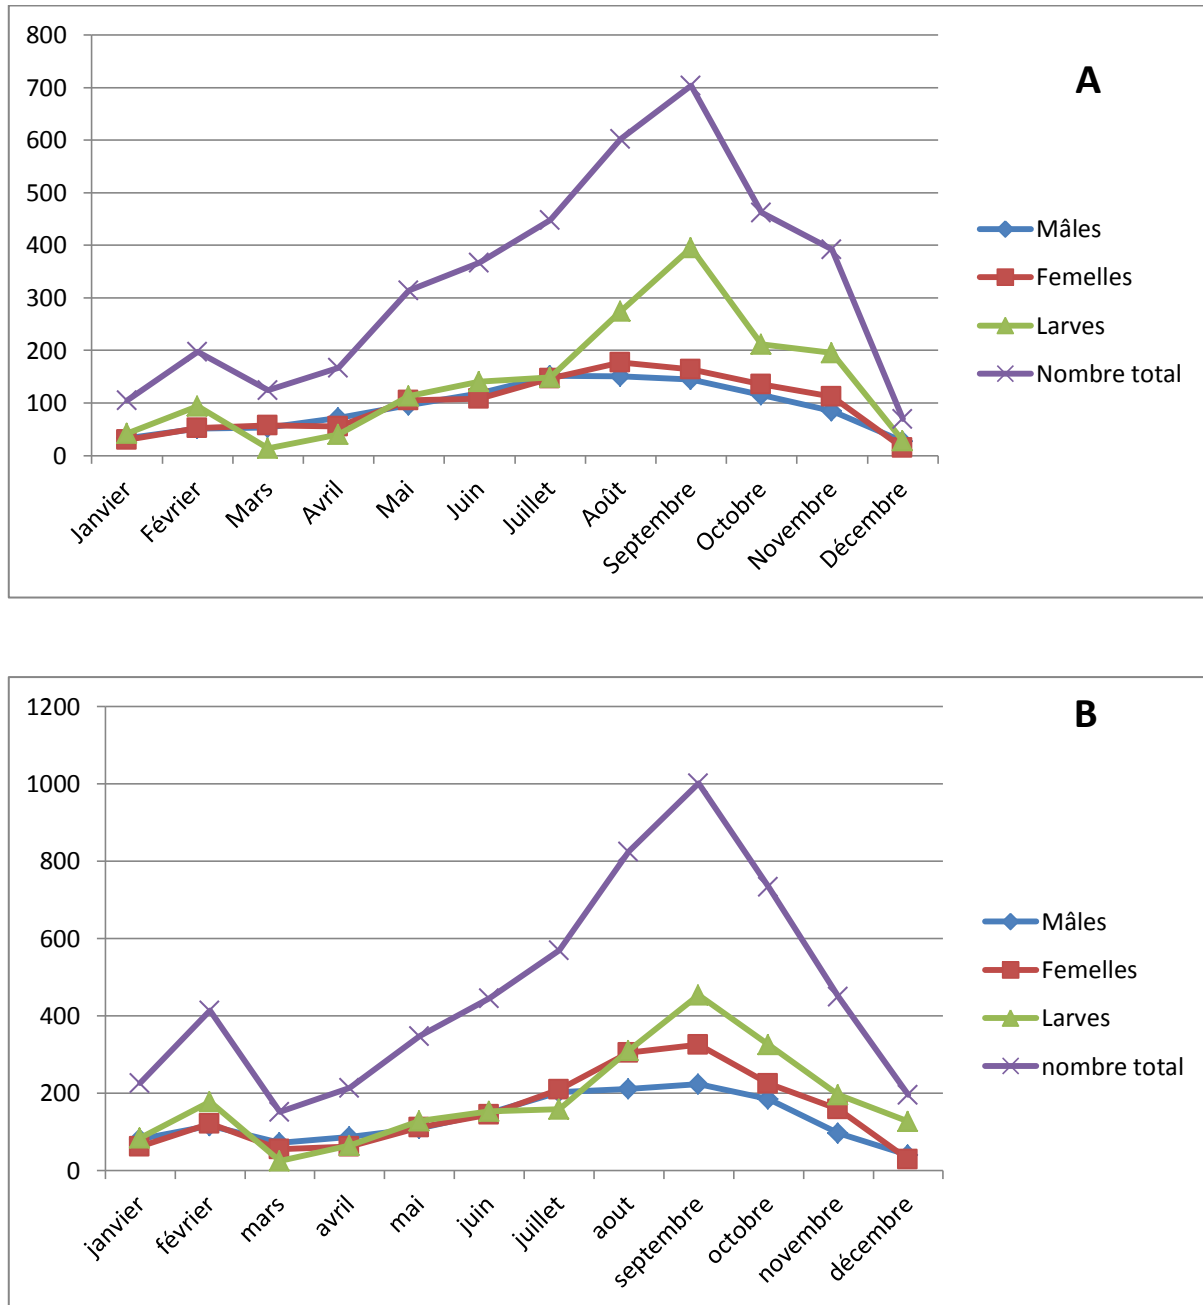 800
700
600
500
400
300
200
100
0
Janvier
Février
Mars
Avril
Mai
Juin
Juillet
Août
Septembre
Octobre
Novembre
Décembre
A
Mâles
Femelles
Larves
Nombre total
1200
1000
800
600
400
200
0
janvier
février
mars
avril
mai
juin
juillet
aout
septembre
octobre
novembre
décembre
B
Mâles
Femelles
Larves
nombre total